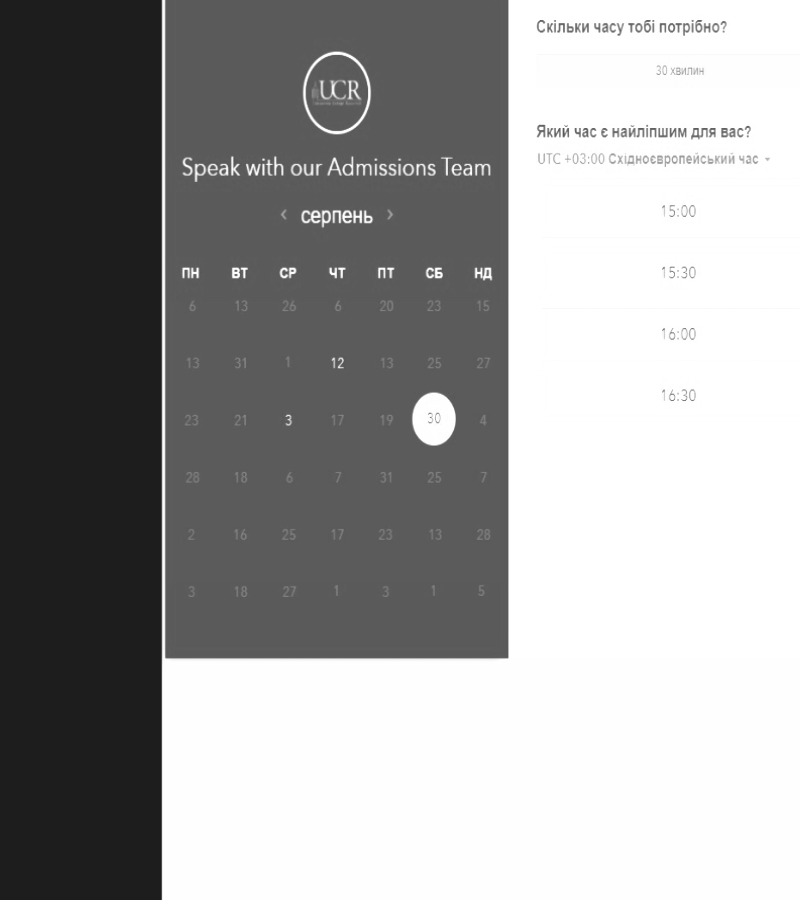 UCR
Speak with our Admissions Team
‹ серпень ›
ПН ВТ СР ЧТ ПТ СБ НД
6 13 26 6 20 23 15
13 31 1 12 13 25 27
23 21 3 17 19 30 4
28 18 6 7 31 25 7
2 16 25 17 23 13 28
3 18 27 1 3 1 5
Скільки часу тобі потрібно?
30 хвилин
Який час є найліпшим для вас?
UTC +03:00 Східноєвропейський час
15:00
15:30
16:00
16:30